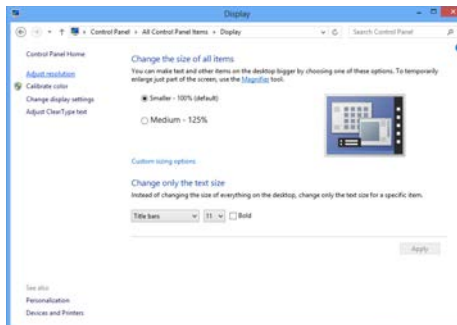 Display
Control Panel ▸ All Control Panel Items ▸ Display
Search Control Panel
Control Panel Home
Adjust resolution
Calibrate color
Change display settings
Adjust ClearType text
Change the size of all items
You can make text and other items on the desktop bigger by choosing one of these options. To temporarily
enlarge just part of the screen, use the Magnifier tool.
Smaller - 100% (default)
Medium - 125%
Custom sizing options
Change only the text size
Instead of changing the size of everything on the desktop, change only the text size for a specific item.
Title bars 11 Bold
Apply
See also
Personalization
Devices and Printers